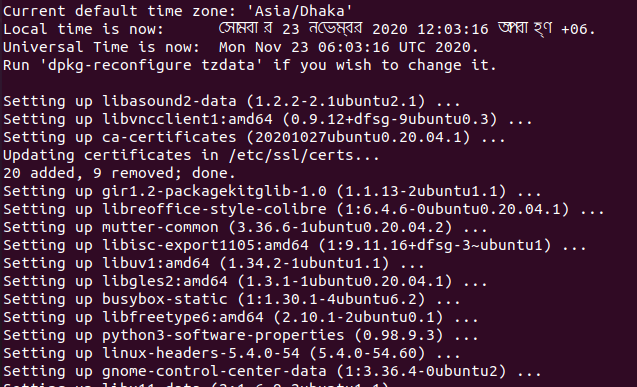 Current default time zone: 'Asia/Dhaka'
Local time is now:      সোমবার 23 নভেম্বর 2020 12:03:16 অপরাহ্ণ +06.
Universal Time is now:  Mon Nov 23 06:03:16 UTC 2020.
Run 'dpkg-reconfigure tzdata' if you wish to change it.

Setting up libasound2-data (1.2.2-2.1ubuntu2.1) ...
Setting up libvncclient1:amd64 (0.9.12+dfsg-9ubuntu0.3) ...
Setting up ca-certificates (20201027ubuntu0.20.04.1) ...
Updating certificates in /etc/ssl/certs...
20 added, 9 removed; done.
Setting up gir1.2-packagekitglib-1.0 (1.1.13-2ubuntu1.1) ...
Setting up libreoffice-style-colibre (1:6.4.6-0ubuntu0.20.04.1) ...
Setting up mutter-common (3.36.6-1ubuntu0.20.04.2) ...
Setting up libisc-export1105:amd64 (1:9.11.16+dfsg-3~ubuntu1) ...
Setting up libuv1:amd64 (1.34.2-1ubuntu1.1) ...
Setting up libgles2:amd64 (1.3.1-1ubuntu0.20.04.1) ...
Setting up busybox-static (1:1.30.1-4ubuntu6.2) ...
Setting up libfreetype6:amd64 (2.10.1-2ubuntu0.1) ...
Setting up python3-software-properties (0.98.9.3) ...
Setting up linux-headers-5.4.0-54 (5.4.0-54.60) ...
Setting up gnome-control-center-data (1:3.36.4-0ubuntu2) ...
Setting up libx11-data